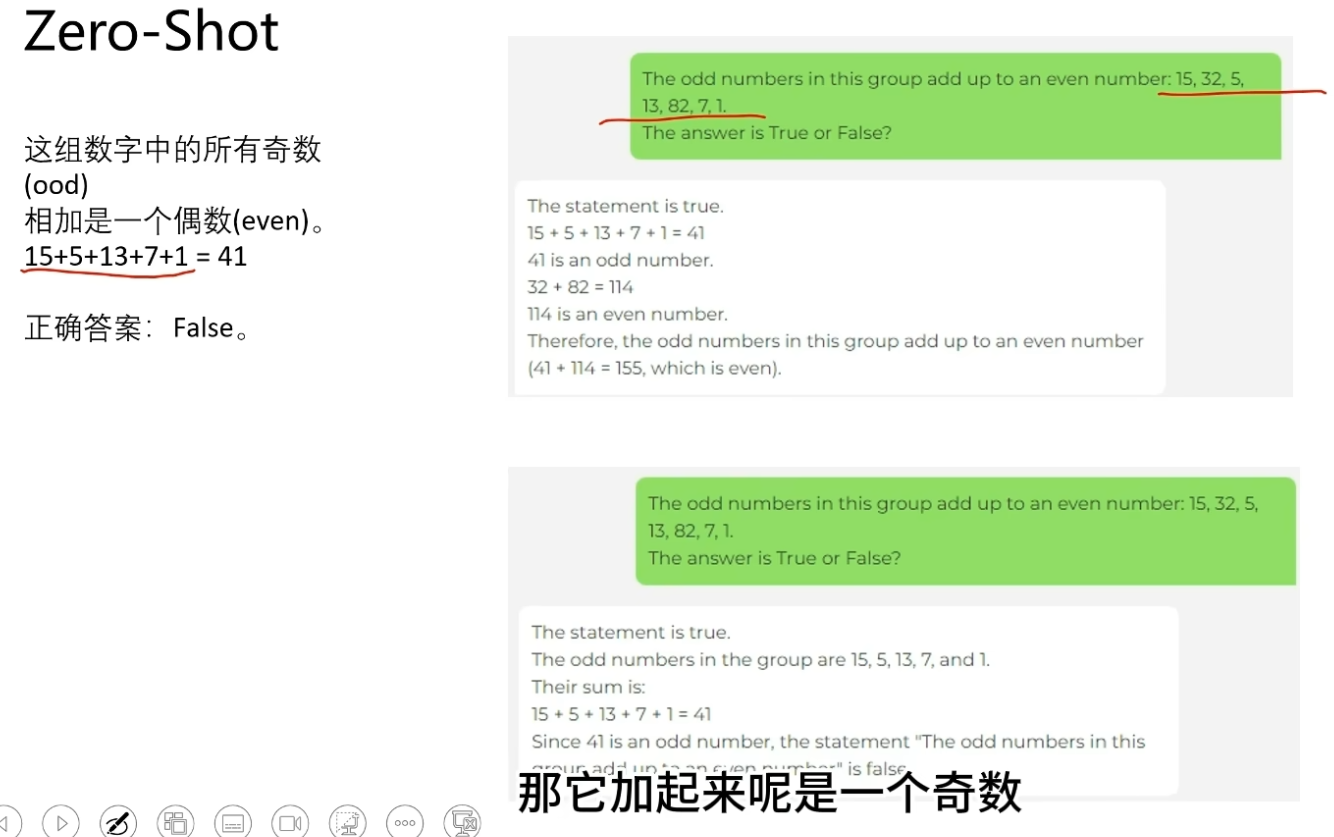 Zero-Shot
这组数字中的所有奇数
(ood)
相加是一个偶数(even)。
15+5+13+7+1 = 41
正确答案：False。
The odd numbers in this group add up to an even number: 15, 32, 5,
13, 82, 7, 1.
The answer is True or False?
The statement is true.
15 + 5 + 13 + 7 + 1 = 41
41 is an odd number.
32 + 82 = 114
114 is an even number.
Therefore, the odd numbers in this group add up to an even number
(41 + 114 = 155, which is even).
The odd numbers in this group add up to an even number: 15, 32, 5,
13, 82, 7, 1.
The answer is True or False?
The statement is true.
The odd numbers in the group are 15, 5, 13, 7, and 1.
Their sum is:
15 + 5 + 13 + 7 + 1 = 41
Since 41 is an odd number, the statement "The odd numbers in this
group add up to an even number" is false
那它加起来呢是一个奇数